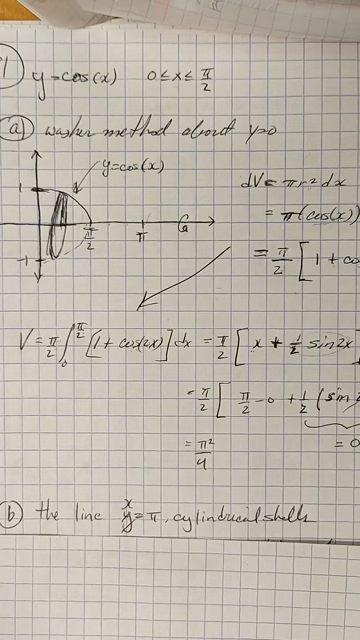 1) y = cos(x) 0 ≤ x ≤ π/2
a) washer method about y=0
y = cos(x)
1
π/2
π
-1
dV = πr² dx
= π(cos(x))
= π/2 [ 1 + co
V = π/2 ∫₀^(π/2) [1 + cos(2x)] dx = π/2 [ x + 1/2 sin2x
= π/2 [ π/2 - 0 + 1/2 (sin
= 0
= π²/4
b) the line x = π, cylindrical shells